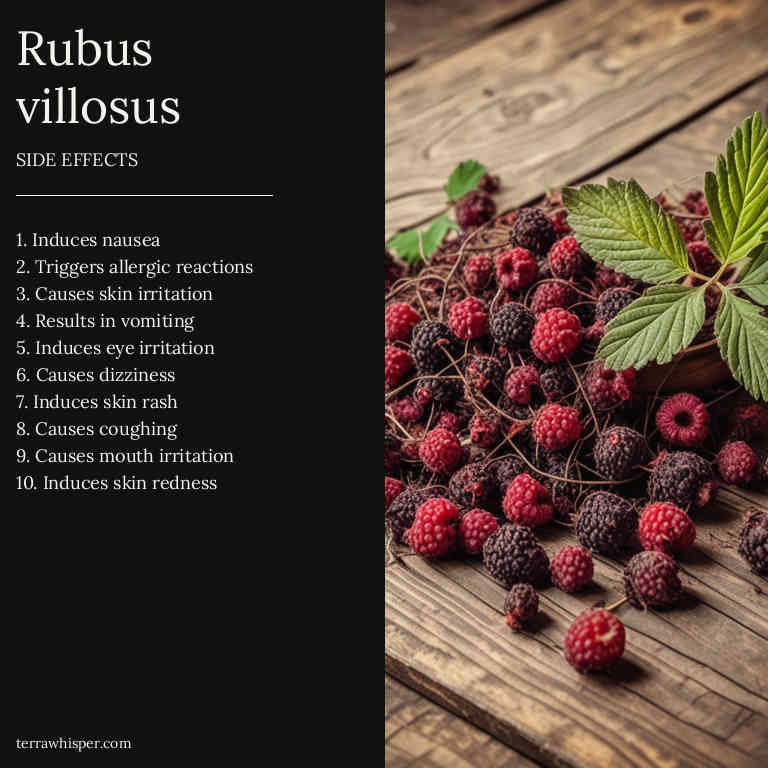 Rubus
villosus
SIDE EFFECTS
1. Induces nausea
2. Triggers allergic reactions
3. Causes skin irritation
4. Results in vomiting
5. Induces eye irritation
6. Causes dizziness
7. Induces skin rash
8. Causes coughing
9. Causes mouth irritation
10. Induces skin redness
terrawhisper.com